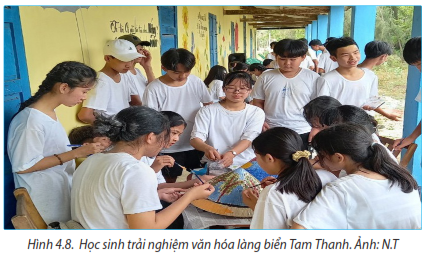 Hình 4.8. Học sinh trải nghiệm văn hóa làng biển Tam Thanh. Ảnh: N.T